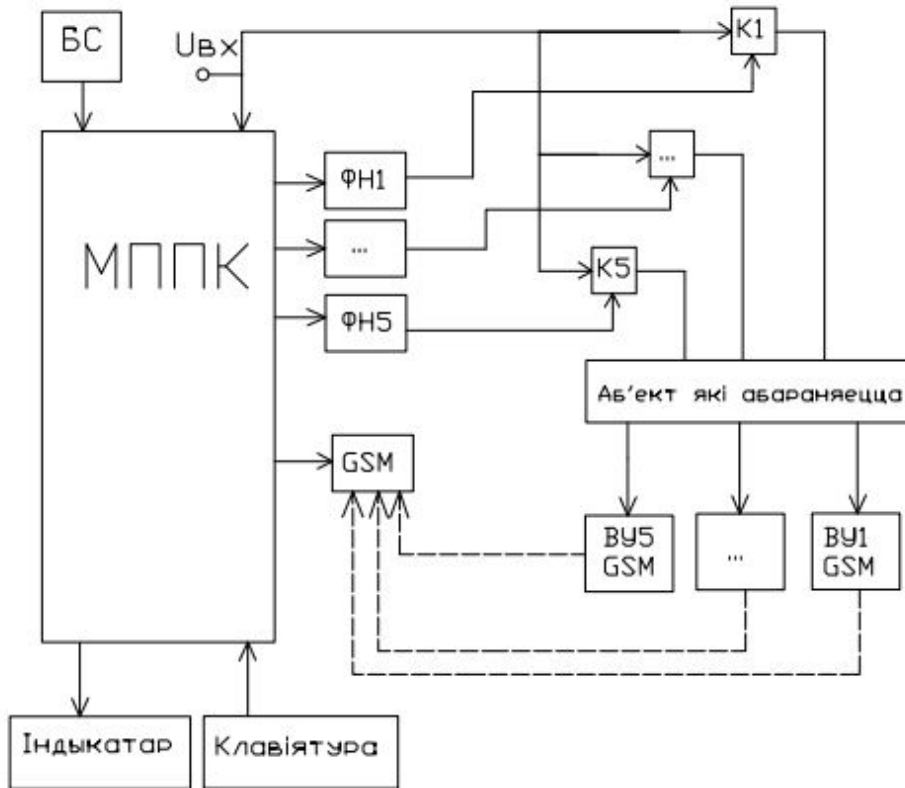 БС
Uвх
К1
МППК
ФН1
...
...
К5
ФН5
Аб'ект які абараняецца
GSM
ВУ5
GSM
...
ВУ1
GSM
Індыкатар
Клавіятура